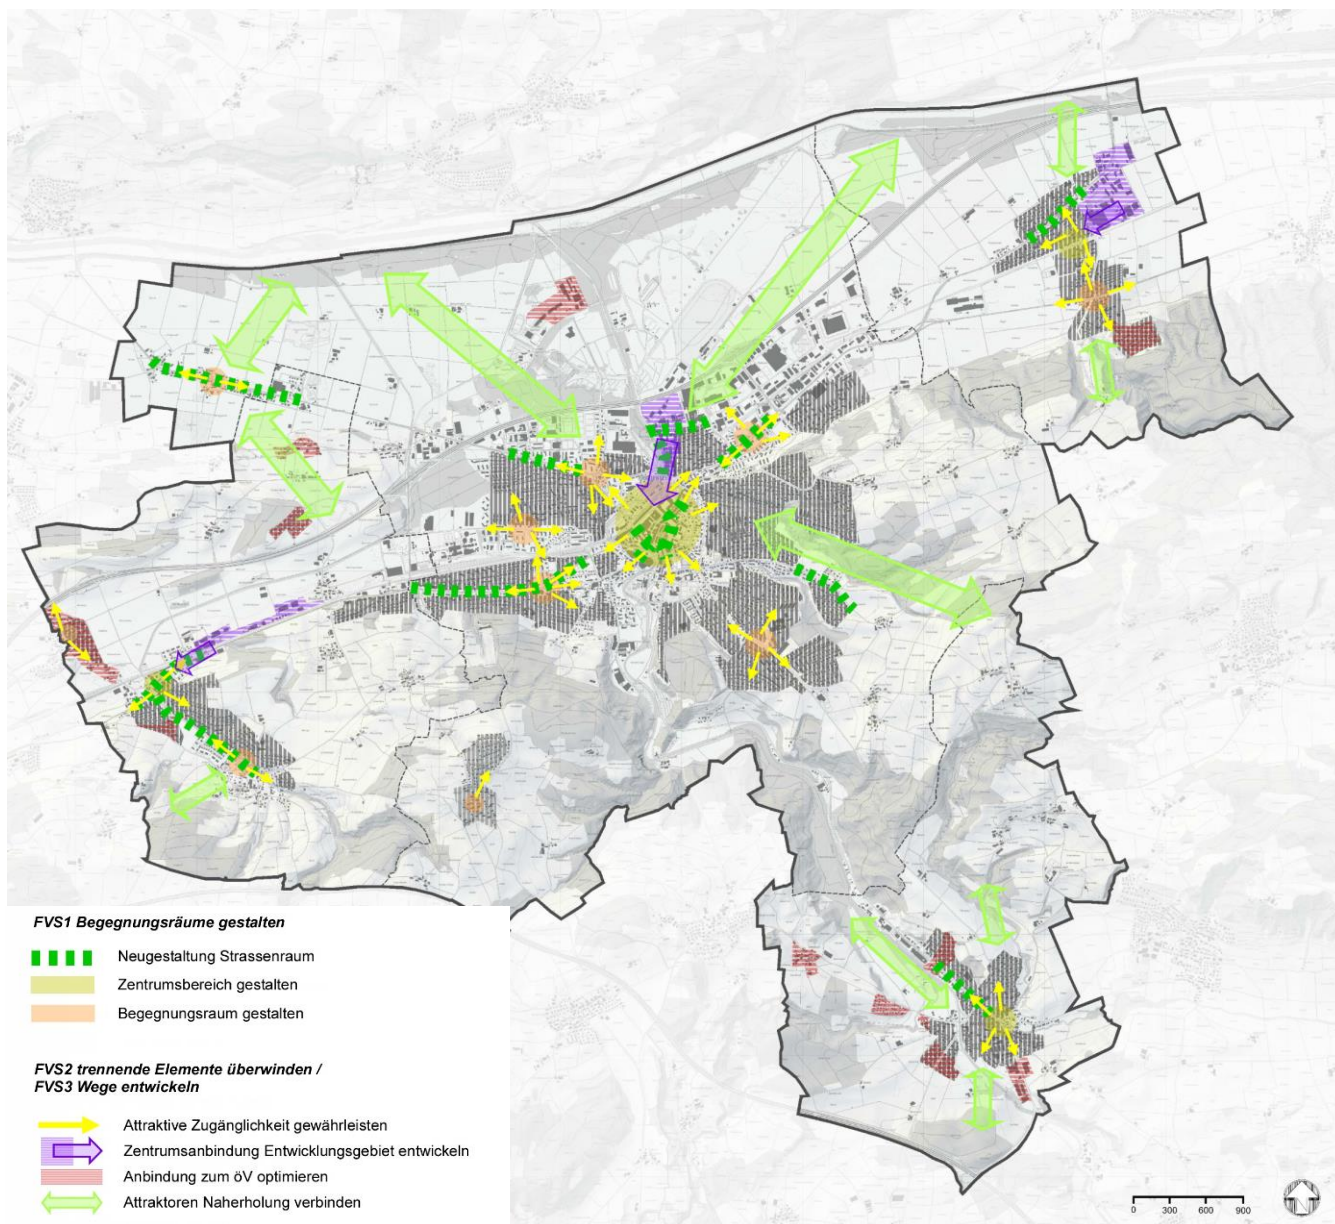 FVS1 Begegnungsräume gestalten
Neugestaltung Strassenraum
Zentrumsbereich gestalten
Begegnungsraum gestalten
FVS2 trennende Elemente überwinden /
FVS3 Wege entwickeln
Attraktive Zugänglichkeit gewährleisten
Zentrumsanbindung Entwicklungsgebiet entwickeln
Anbindung zum öV optimieren
Attraktoren Naherholung verbinden
0 300 600 900